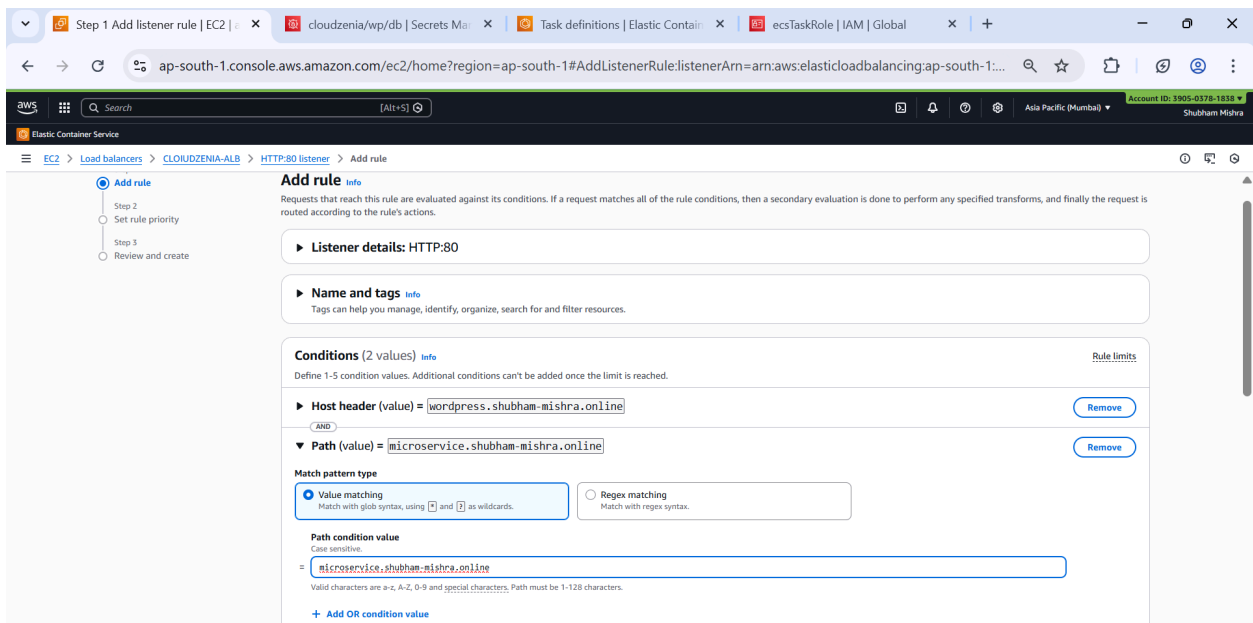 Step 1 Add listener rule | EC2 | a
cloudzenia/wp/db | Secrets Mar
Task definitions | Elastic Contain
ecsTaskRole | IAM | Global
ap-south-1.console.aws.amazon.com/ec2/home?region=ap-south-1#AddListenerRule:listenerArn=arn:aws:elasticloadbalancing:ap-south-1:...
aws
Search
[Alt+S]
Asia Pacific (Mumbai)
Account ID: 3905-0378-1838
Shubham Mishra
Elastic Container Service
EC2 > Load balancers > CLOIUDZENIA-ALB > HTTP:80 listener > Add rule
Add rule
Step 2
Set rule priority
Step 3
Review and create
Add rule Info
Requests that reach this rule are evaluated against its conditions. If a request matches all of the rule conditions, then a secondary evaluation is done to perform any specified transforms, and finally the request is
routed according to the rule's actions.
Listener details: HTTP:80
Name and tags Info
Tags can help you manage, identify, organize, search for and filter resources.
Conditions (2 values) Info
Rule limits
Define 1-5 condition values. Additional conditions can't be added once the limit is reached.
Host header (value) = wordpress.shubham-mishra.online
Remove
AND
Path (value) = microservice.shubham-mishra.online
Remove
Match pattern type
Value matching
Match with glob syntax, using * and ? as wildcards.
Regex matching
Match with regex syntax.
Path condition value
Case sensitive.
= microservice.shubham-mishra.online
Valid characters are a-z, A-Z, 0-9 and special characters. Path must be 1-128 characters.
+ Add OR condition value